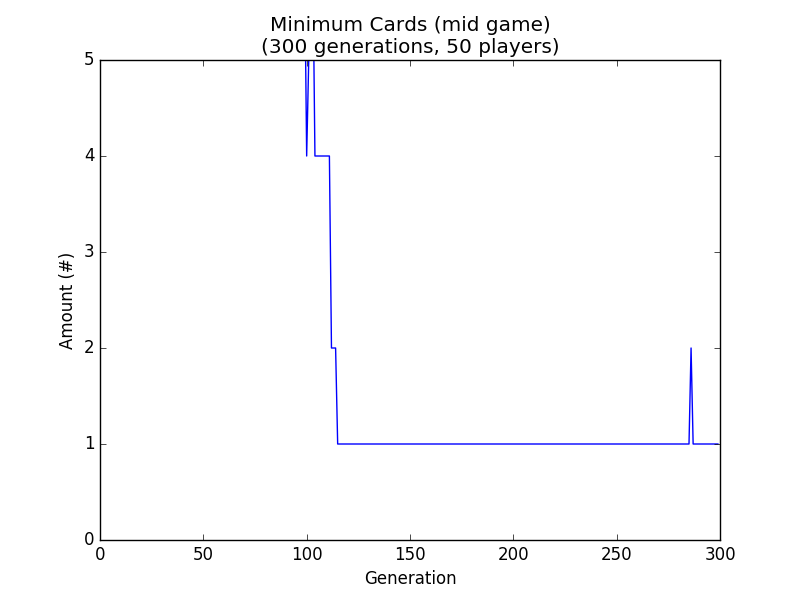 Minimum Cards (mid game)
(300 generations, 50 players)
5
4
3
2
1
0
Amount (#)
0 50 100 150 200 250 300
Generation